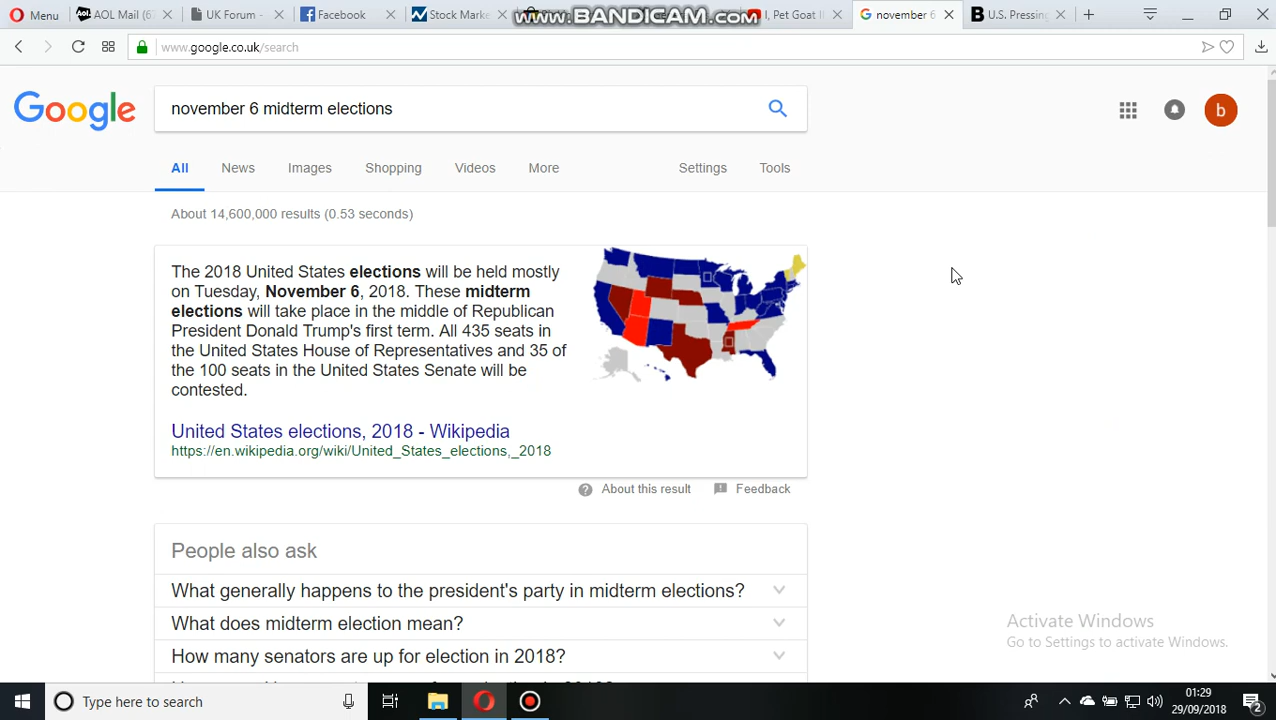 Menu AOL Mail (6 UK Forum - Facebook Stock Marke I, Pet Goat I november 6 U.S. Pressin
www.BANDICAM.com
www.google.co.uk/search
Google november 6 midterm elections b
All News Images Shopping Videos More Settings Tools
About 14,600,000 results (0.53 seconds)
The 2018 United States elections will be held mostly
on Tuesday, November 6, 2018. These midterm
elections will take place in the middle of Republican
President Donald Trump's first term. All 435 seats in
the United States House of Representatives and 35 of
the 100 seats in the United States Senate will be
contested.
United States elections, 2018 - Wikipedia
https://en.wikipedia.org/wiki/United_States_elections,_2018
About this result Feedback
People also ask
What generally happens to the president's party in midterm elections?
What does midterm election mean?
How many senators are up for election in 2018?
Activate Windows
Go to Settings to activate Windows.
Type here to search
01:29
29/09/2018
2